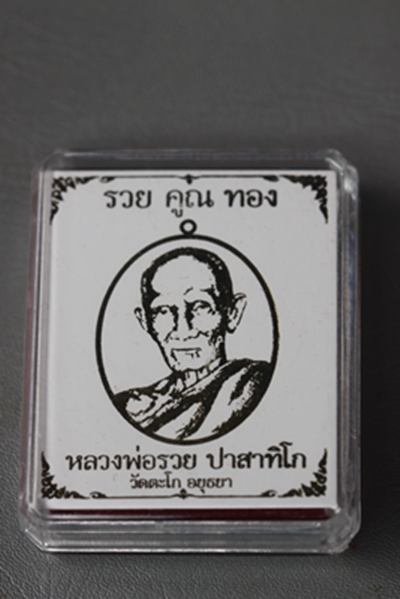 รวย คูณ ทอง
หลวงพ่อรวย ปาสาทิโก
วัดตะโก อยุธยา